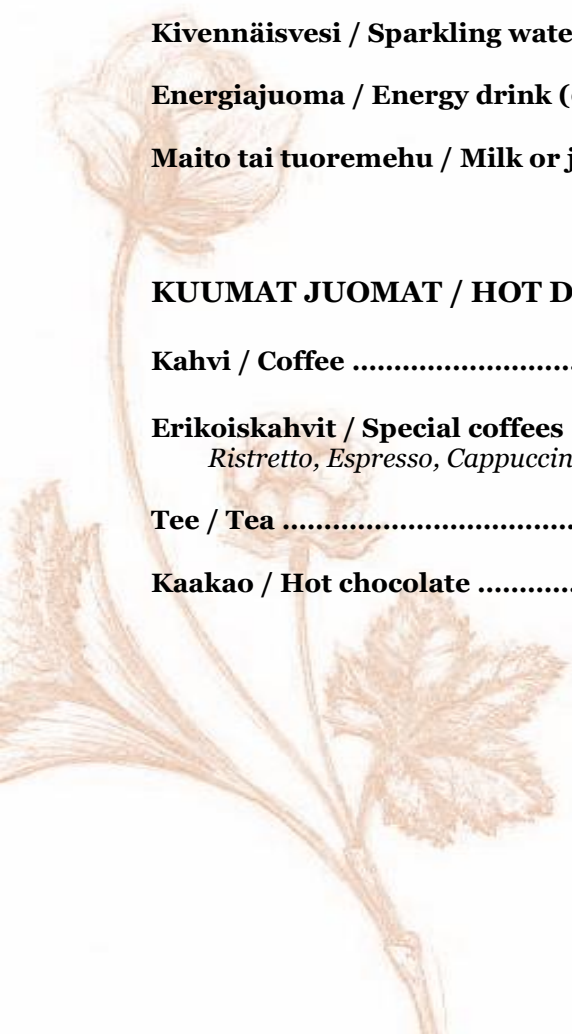 Kivennäisvesi / Sparkling wate
Energiajuoma / Energy drink (
Maito tai tuoremehu / Milk or j
KUUMAT JUOMAT / HOT D
Kahvi / Coffee ..........................
Erikoiskahvit / Special coffees
Ristretto, Espresso, Cappuccin
Tee / Tea ...................................
Kaakao / Hot chocolate ............